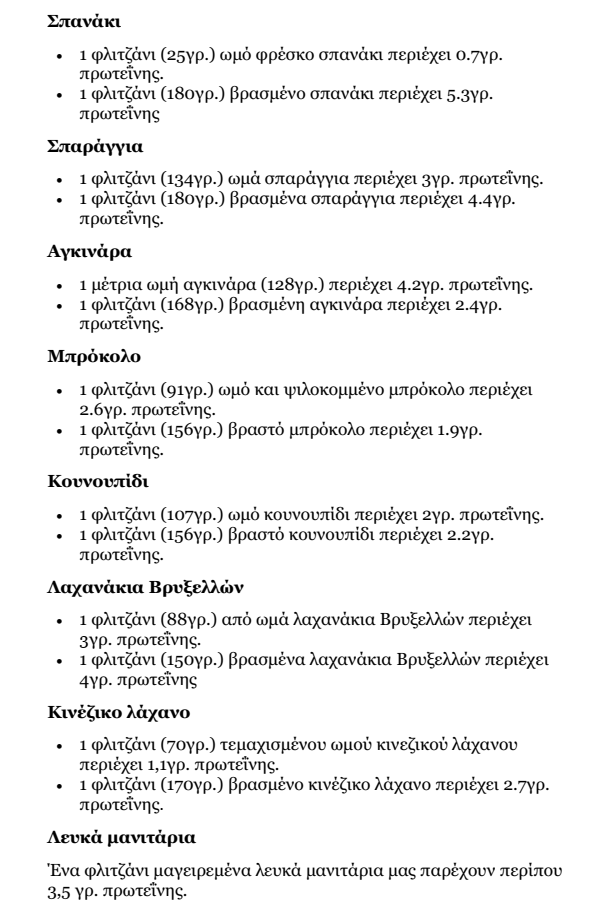 Σπανάκι
• 1 φλιτζάνι (25γρ.) ωμό φρέσκο σπανάκι περιέχει 0.7γρ.
πρωτεΐνης.
• 1 φλιτζάνι (180γρ.) βρασμένο σπανάκι περιέχει 5.3γρ.
πρωτεΐνης
Σπαράγγια
• 1 φλιτζάνι (134γρ.) ωμά σπαράγγια περιέχει 3γρ. πρωτεΐνης.
• 1 φλιτζάνι (180γρ.) βρασμένα σπαράγγια περιέχει 4.4γρ.
πρωτεΐνης.
Αγκινάρα
• 1 μέτρια ωμή αγκινάρα (128γρ.) περιέχει 4.2γρ. πρωτεΐνης.
• 1 φλιτζάνι (168γρ.) βρασμένη αγκινάρα περιέχει 2.4γρ.
πρωτεΐνης.
Μπρόκολο
• 1 φλιτζάνι (91γρ.) ωμό και ψιλοκομμένο μπρόκολο περιέχει
2.6γρ. πρωτεΐνης.
• 1 φλιτζάνι (156γρ.) βραστό μπρόκολο περιέχει 1.9γρ.
πρωτεΐνης.
Κουνουπίδι
• 1 φλιτζάνι (107γρ.) ωμό κουνουπίδι περιέχει 2γρ. πρωτεΐνης.
• 1 φλιτζάνι (156γρ.) βραστό κουνουπίδι περιέχει 2.2γρ.
πρωτεΐνης.
Λαχανάκια Βρυξελλών
• 1 φλιτζάνι (88γρ.) από ωμά λαχανάκια Βρυξελλών περιέχει
3γρ. πρωτεΐνης.
• 1 φλιτζάνι (150γρ.) βρασμένα λαχανάκια Βρυξελλών περιέχει
4γρ. πρωτεΐνης
Κινέζικο λάχανο
• 1 φλιτζάνι (70γρ.) τεμαχισμένου ωμού κινεζικού λάχανου
περιέχει 1,1γρ. πρωτεΐνης.
• 1 φλιτζάνι (170γρ.) βρασμένο κινέζικο λάχανο περιέχει 2.7γρ.
πρωτεΐνης.
Λευκά μανιτάρια
Ένα φλιτζάνι μαγειρεμένα λευκά μανιτάρια μας παρέχουν περίπου
3,5 γρ. πρωτεΐνης.